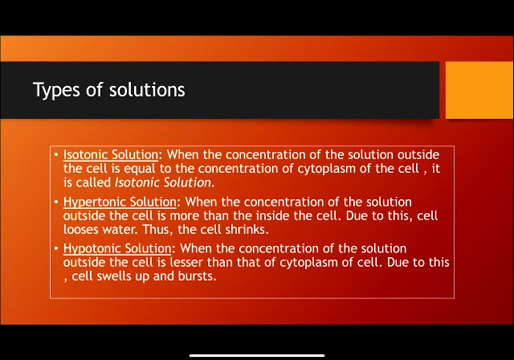 Types of solutions
• Isotonic Solution: When the concentration of the solution outside
the cell is equal to the concentration of cytoplasm of the cell , it
is called Isotonic Solution.
• Hypertonic Solution: When the concentration of the solution
outside the cell is more than the inside the cell. Due to this, cell
looses water. Thus, the cell shrinks.
• Hypotonic Solution: When the concentration of the solution
outside the cell is lesser than that of cytoplasm of cell. Due to this
, cell swells up and bursts.